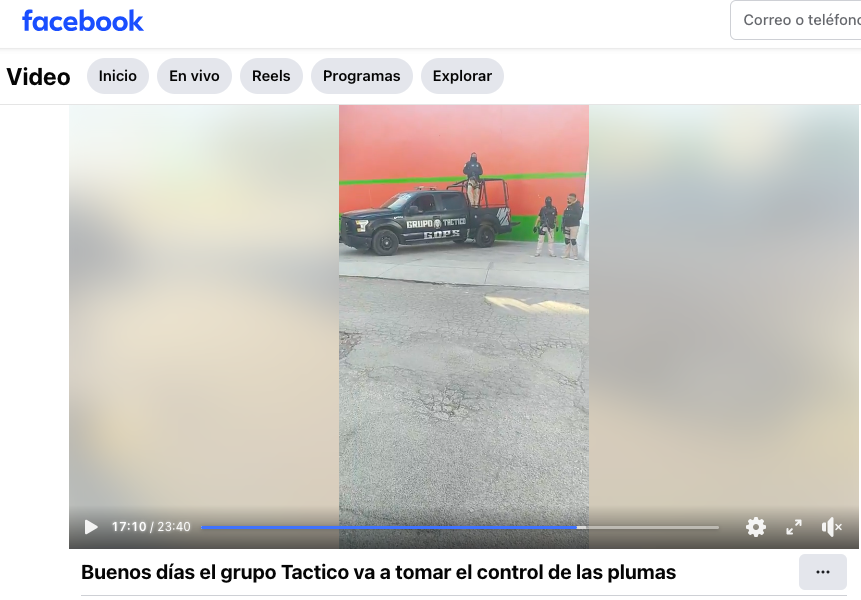 facebook
Correo o teléfono
Video
Inicio
En vivo
Reels
Programas
Explorar
GRUPO TACTICO
G.O.P.S
17:10 / 23:40
Buenos días el grupo Tactico va a tomar el control de las plumas